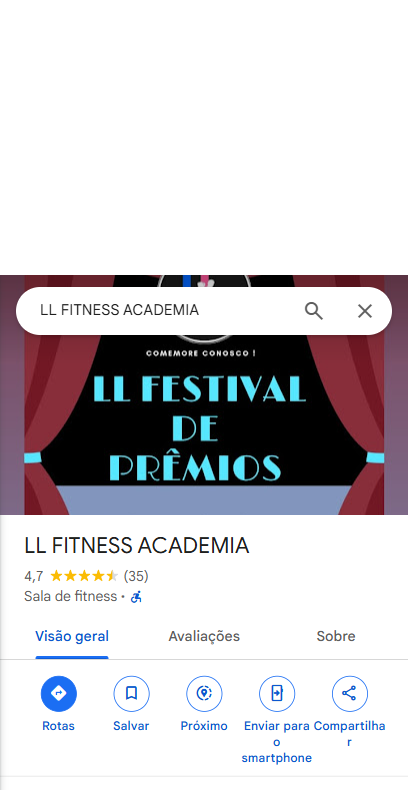 LL FITNESS ACADEMIA
COMEMORE CONOSCO !
LL FESTIVAL
DE
PRÊMIOS
LL FITNESS ACADEMIA
4,7 (35)
Sala de fitness ·
Visão geral Avaliações Sobre
Rotas Salvar Próximo Enviar para o smartphone Compartilhar